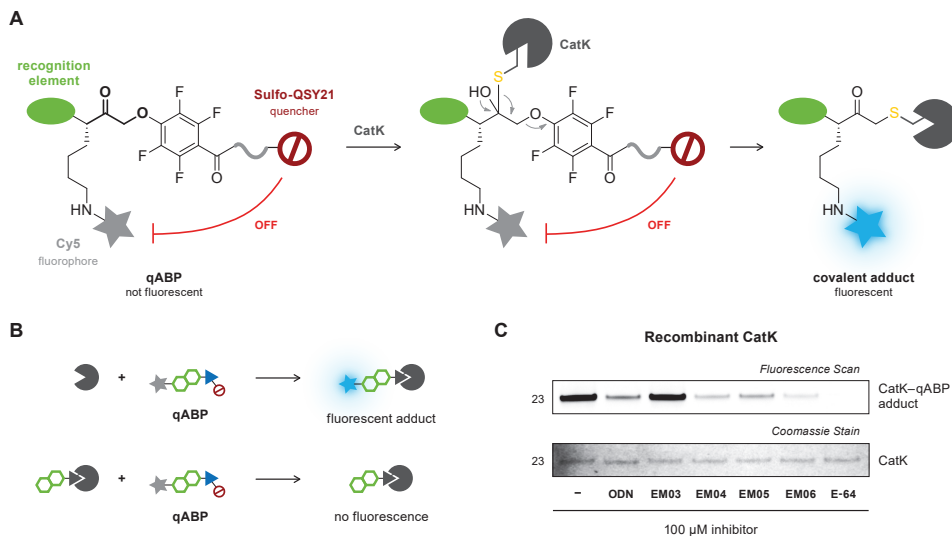 A
recognition
element
O
O
F
F
F
F
O
Sulfo-QSY21
quencher
HN
Cy5
fluorophore
OFF
qABP
not fluorescent
CatK
CatK
S
HO
O
F
F
F
F
O
HN
OFF
O
S
HN
covalent adduct
fluorescent
B
+
qABP
fluorescent adduct
+
qABP
no fluorescence
C
Recombinant CatK
Fluorescence Scan
23
CatK–qABP
adduct
Coomassie Stain
23
CatK
– ODN EM03 EM04 EM05 EM06 E-64
100 µM inhibitor